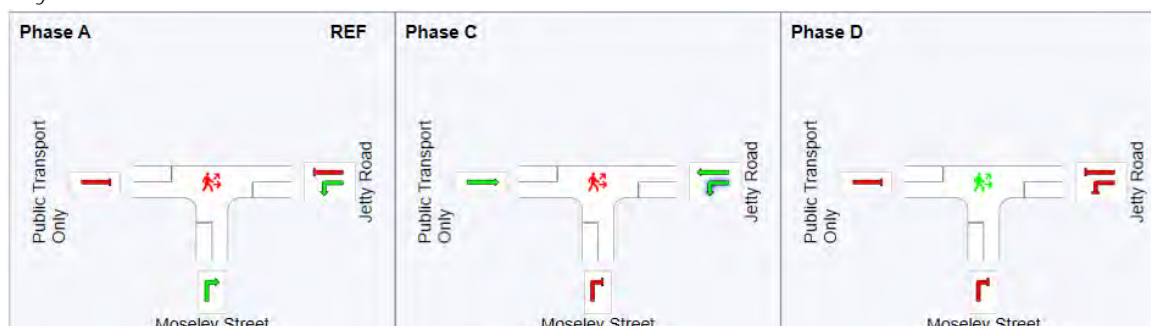 Phase A REF
Public Transport
Only
Jetty Road
Moseley Street
Phase C
Public Transport
Only
Jetty Road
Moseley Street
Phase D
Public Transport
Only
Jetty Road
Moseley Street